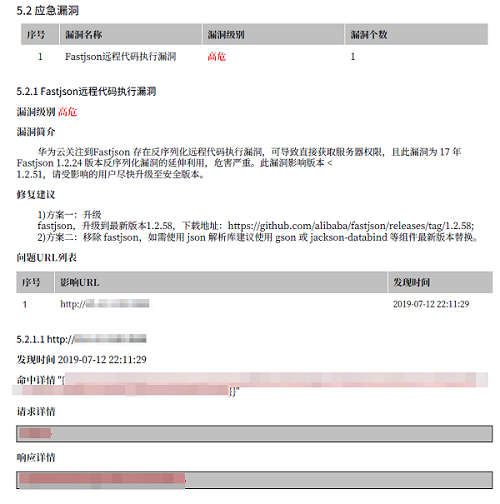 5.2 应急漏洞
序号 漏洞名称 漏洞级别 漏洞个数
1 Fastjson远程代码执行漏洞 高危 1
5.2.1 Fastjson远程代码执行漏洞
漏洞级别 高危
漏洞简介
华为云关注到Fastjson 存在反序列化远程代码执行漏洞，可导致直接获取服务器权限，且此漏洞为 17 年
Fastjson 1.2.24 版本反序列化漏洞的延伸利用，危害严重。此漏洞影响版本 <
1.2.51，请受影响的用户尽快升级至安全版本。
修复建议
1)方案一：升级
fastjson，升级到最新版本1.2.58，下载地址：https://github.com/alibaba/fastjson/releases/tag/1.2.58;
2)方案二：移除 fastjson，如需使用 json 解析库建议使用 gson 或 jackson-databind 等组件最新版本替换。
问题URL列表
序号 影响URL 发现时间
1 http:// 2019-07-12 22:11:29
5.2.1.1 http://
发现时间 2019-07-12 22:11:29
命中详情 "[
]}"
请求详情
响应详情